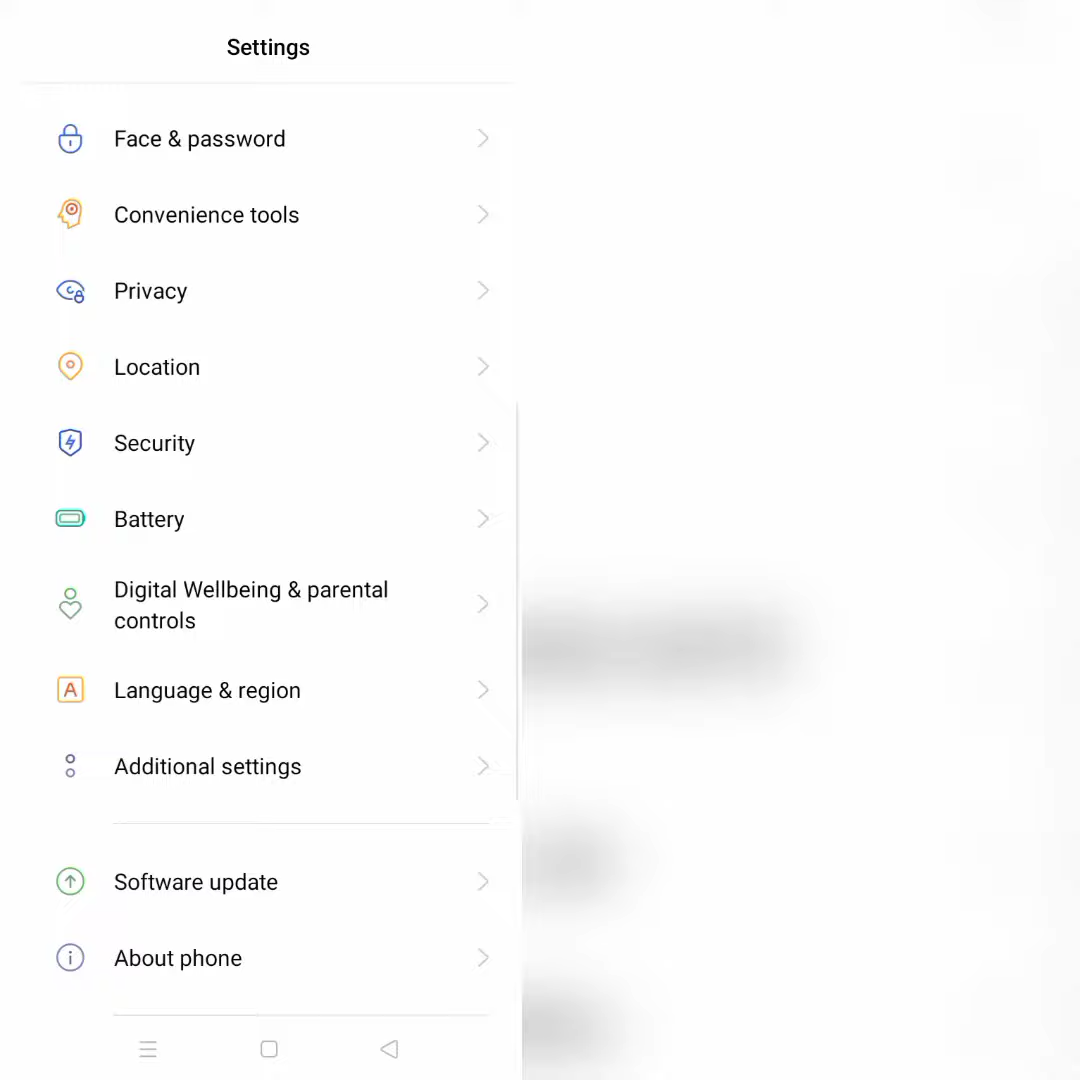 Settings
Face & password
Convenience tools
Privacy
Location
Security
Battery
Digital Wellbeing & parental
controls
Language & region
A
Additional settings
Software update
About phone